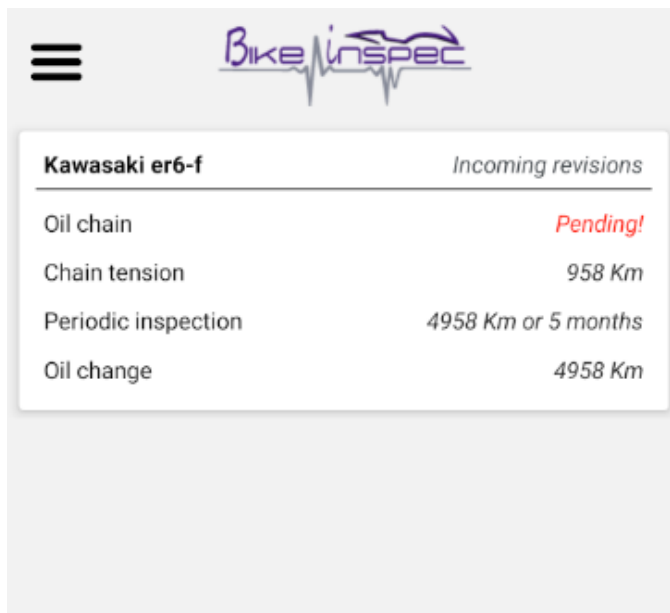 Bike inspec
Kawasaki er6-f Incoming revisions
Oil chain Pending!
Chain tension 958 Km
Periodic inspection 4958 Km or 5 months
Oil change 4958 Km